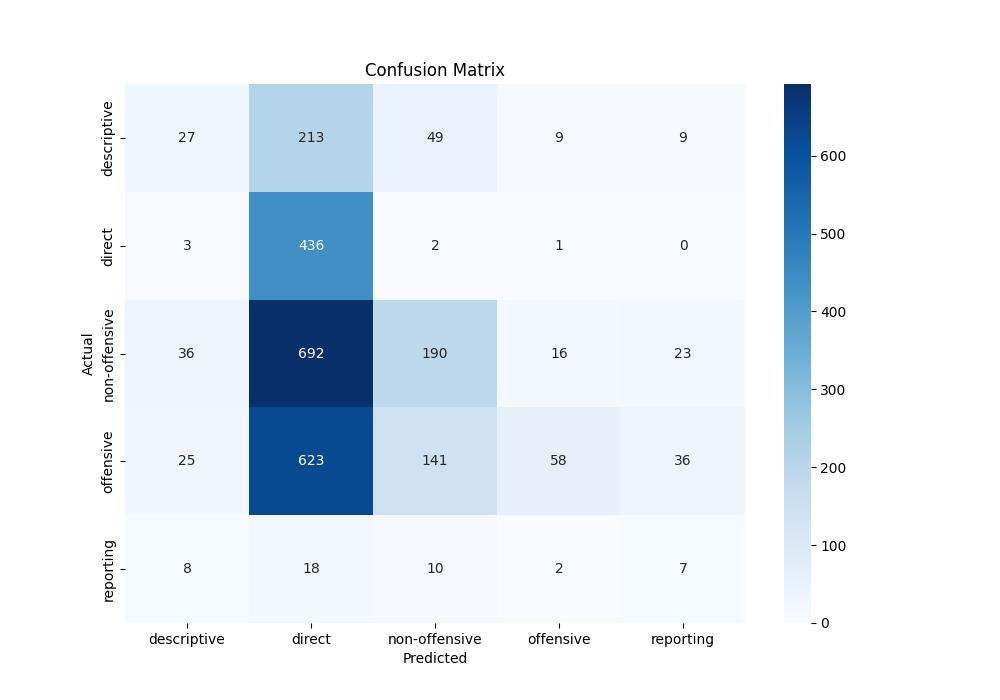 Confusion Matrix
descriptive 27 213 49 9 9
direct 3 436 2 1 0
non-offensive 36 692 190 16 23
offensive 25 623 141 58 36
reporting 8 18 10 2 7
descriptive direct non-offensive offensive reporting
Predicted
Actual
600
500
400
300
200
100
0